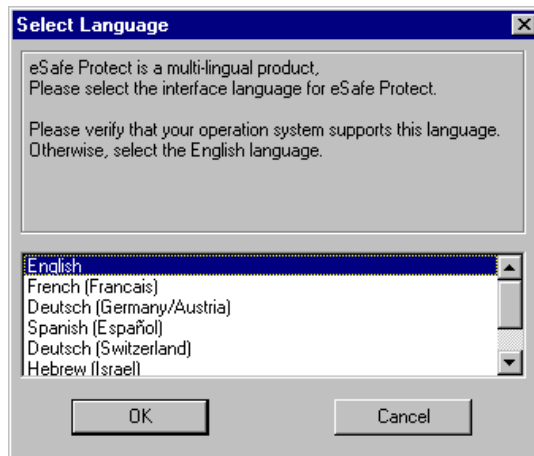 Select Language
eSafe Protect is a multi-lingual product,
Please select the interface language for eSafe Protect.
Please verify that your operation system supports this language.
Otherwise, select the English language.
English
French (Francais)
Deutsch (Germany/Austria)
Spanish (Español)
Deutsch (Switzerland)
Hebrew (Israel)
OK
Cancel